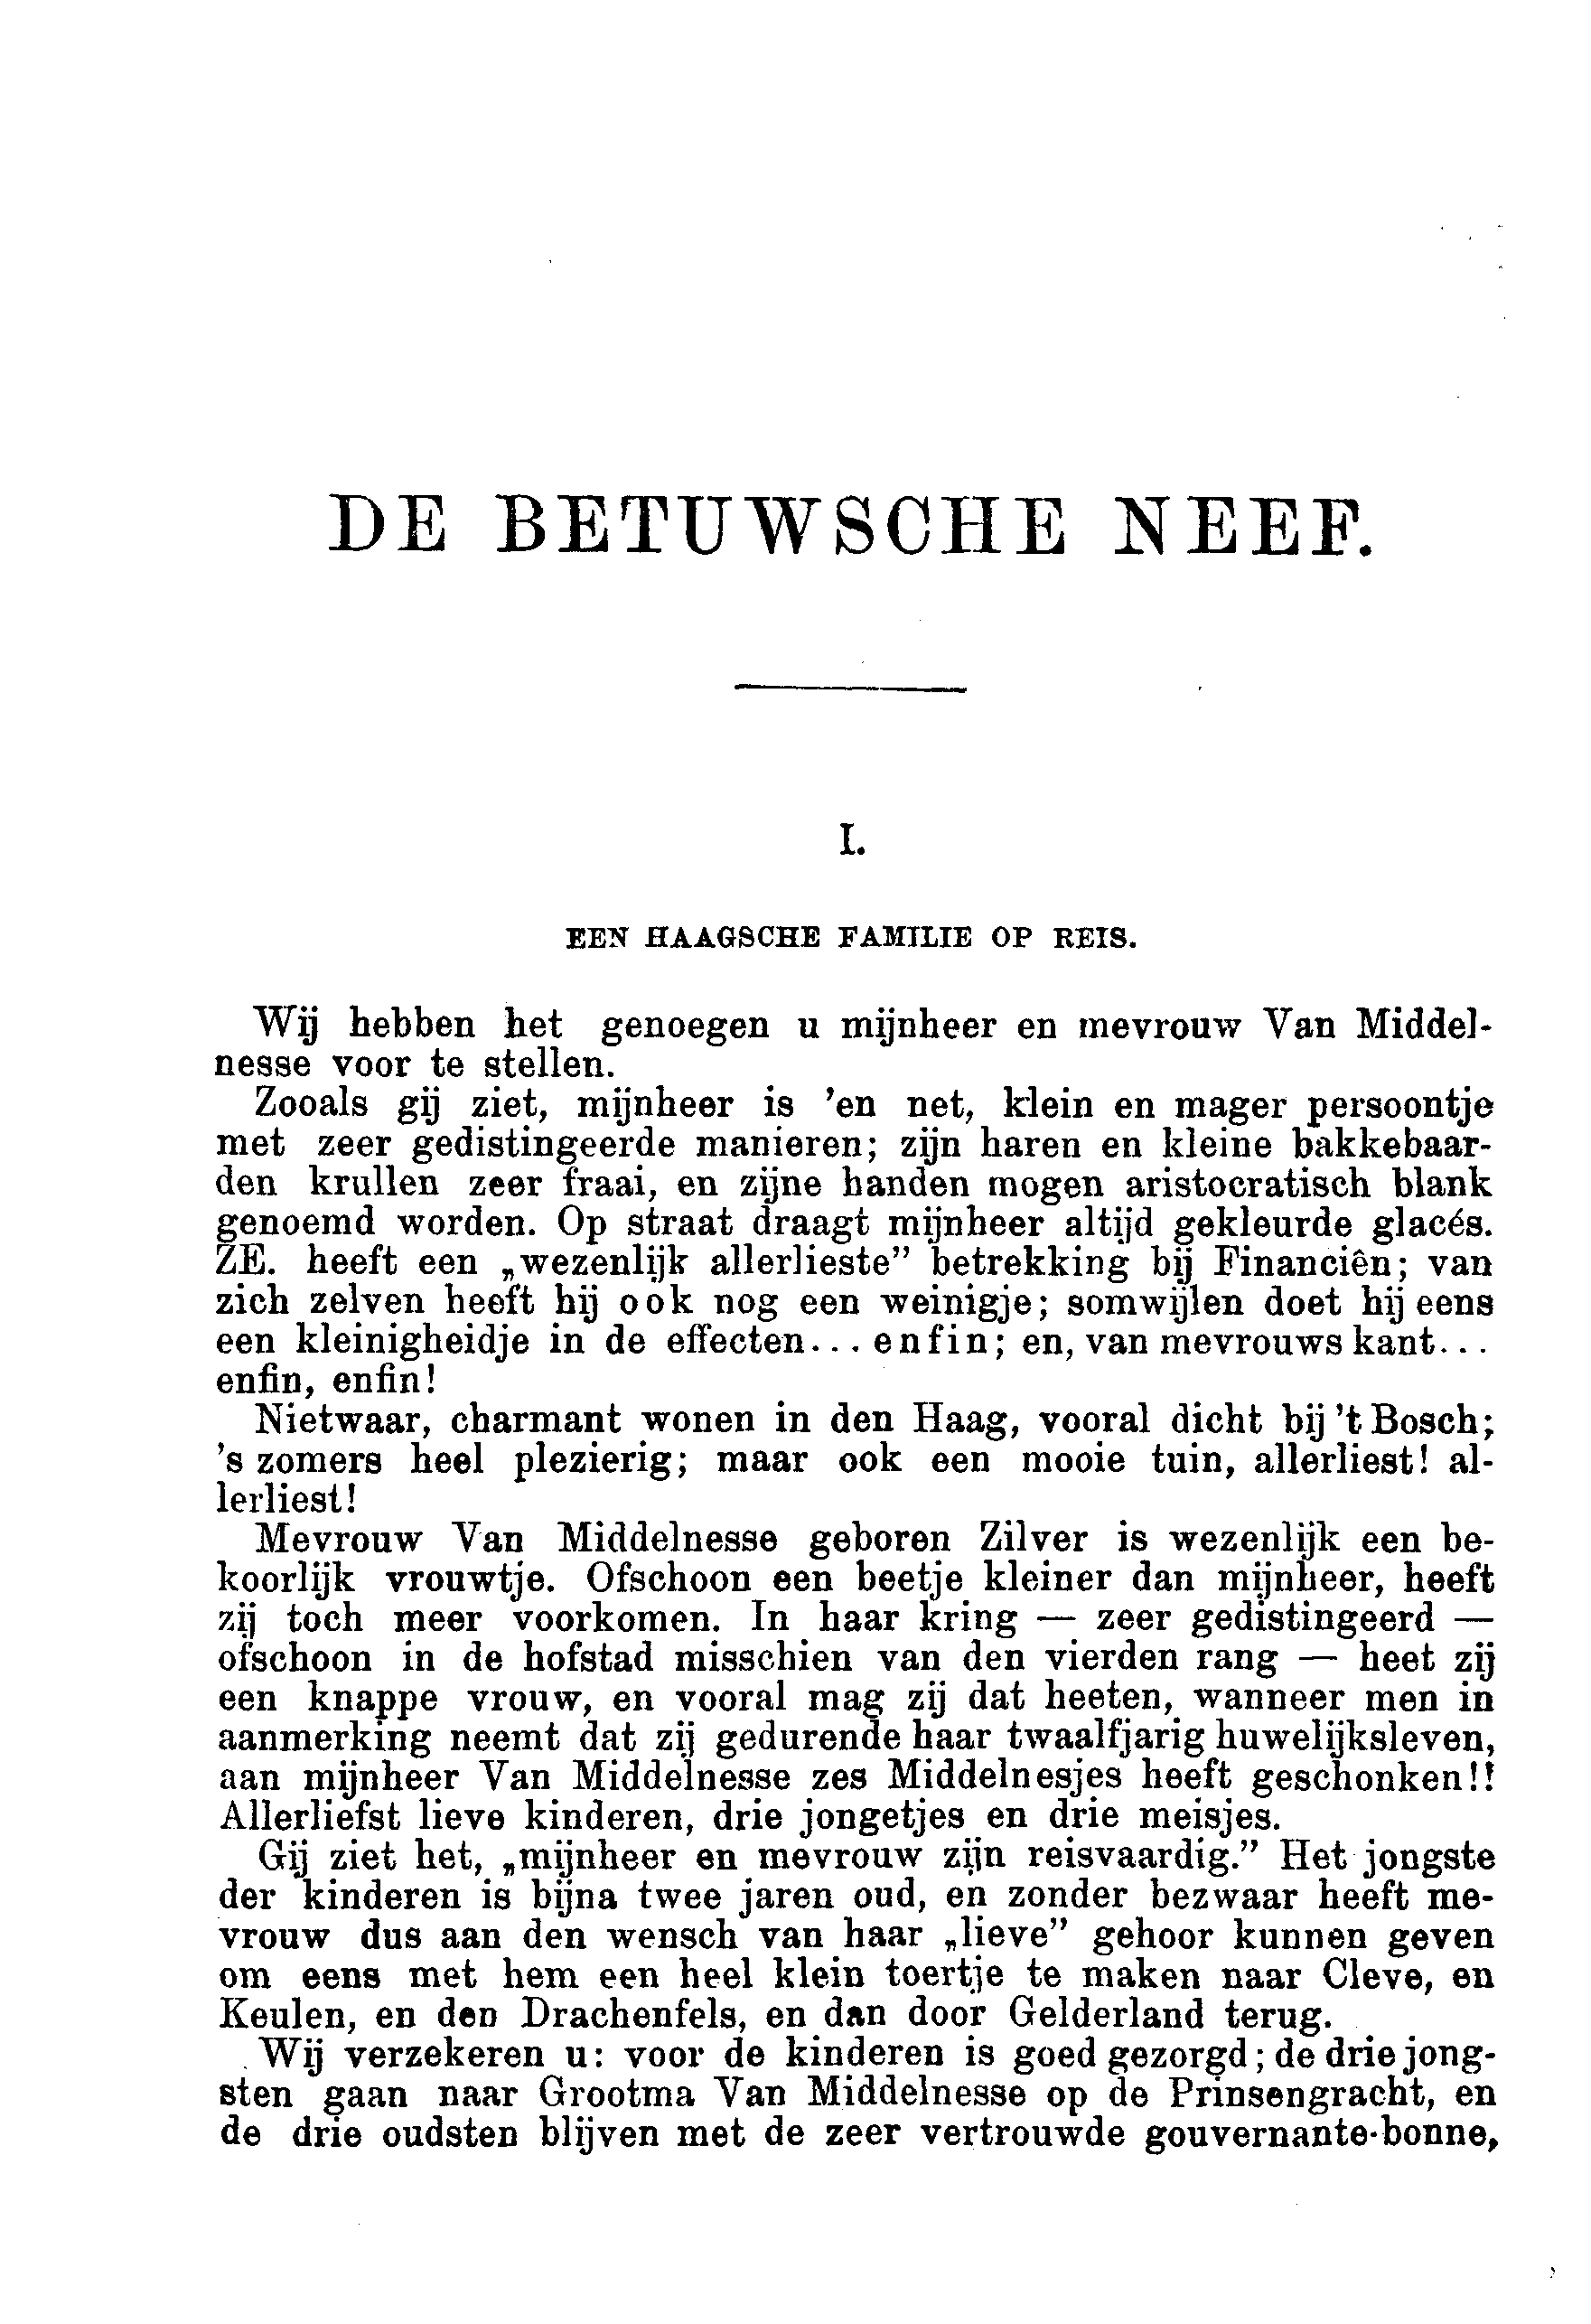 DE BETUWSCHE NEEF.
I.
EEN HAAGSCHE FAMILIE OP REIS.
Wij hebben het genoegen u mijnheer en mevrouw Van Middel-
nesse voor te stellen.
Zooals gij ziet, mijnheer is 'en net, klein en mager persoontje
met zeer gedistingeerde manieren; zijn haren en kleine bakkebaar-
den krullen zeer fraai, en zijne handen mogen aristocratisch blank
genoemd worden. Op straat draagt mijnheer altijd gekleurde glacés.
ZE. heeft een „wezenlijk allerlieste” betrekking bij Financiën; van
zich zelven heeft hij ook nog een weinigje; somwijlen doet hij eens
een kleinigheidje in de effecten... enfin; en, van mevrouws kant...
enfin, enfin!
Nietwaar, charmant wonen in den Haag, vooral dicht bij 't Bosch;
's zomers heel plezierig; maar ook een mooie tuin, allerliest! al-
lerliest!
Mevrouw Van Middelnesse geboren Zilver is wezenlijk een be-
koorlijk vrouwtje. Ofschoon een beetje kleiner dan mijnheer, heeft
zij toch meer voorkomen. In haar kring — zeer gedistingeerd —
ofschoon in de hofstad misschien van den vierden rang — heet zij
een knappe vrouw, en vooral mag zij dat heeten, wanneer men in
aanmerking neemt dat zij gedurende haar twaalfjarig huwelijksleven,
aan mijnheer Van Middelnesse zes Middelnesjes heeft geschonken!!
Allerliefst lieve kinderen, drie jongetjes en drie meisjes.
Gij ziet het, „mijnheer en mevrouw zijn reisvaardig.” Het jongste
der kinderen is bijna twee jaren oud, en zonder bezwaar heeft me-
vrouw dus aan den wensch van haar „lieve” gehoor kunnen geven
om eens met hem een heel klein toertje te maken naar Cleve, en
Keulen, en den Drachenfels, en dan door Gelderland terug.
Wij verzekeren u: voor de kinderen is goed gezorgd; de drie jong-
sten gaan naar Grootma Van Middelnesse op de Prinsengracht, en
de drie oudsten blijven met de zeer vertrouwde gouvernante-bonne,